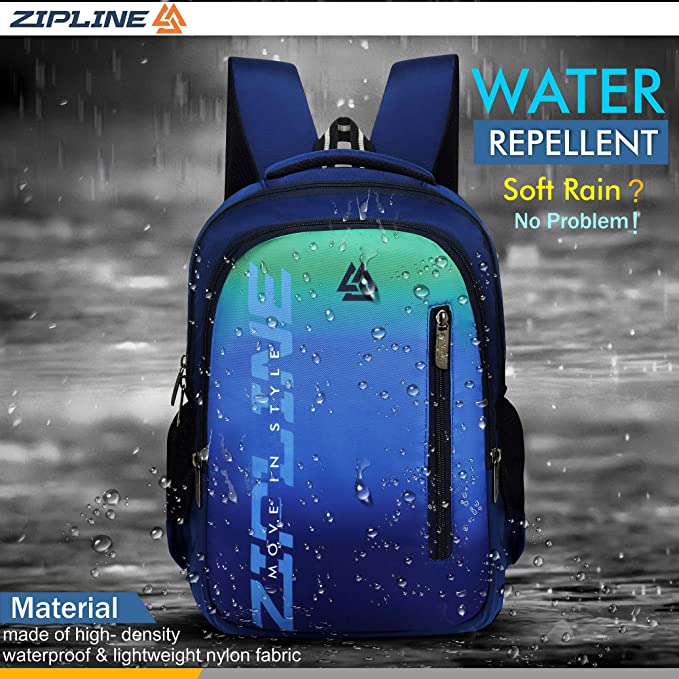 ZIPLINE
WATER
REPELLENT
Soft Rain ?
No Problem!
ZIPLINE
MOVE IN STYLE
Material
made of high- density
waterproof & lightweight nylon fabric